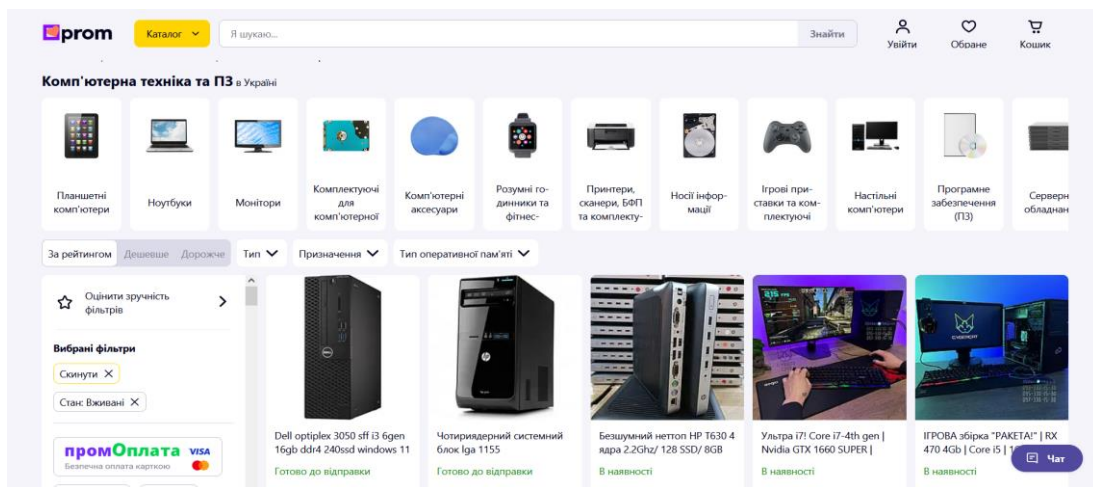 prom
Каталог
Я шукаю...
Знайти
Увійти
Обране
Кошик
Комп'ютерна техніка та ПЗ в Україні
Планшетні
комп'ютери
Ноутбуки
Монітори
Комплектуючі
для
комп'ютерної
Комп'ютерні
аксесуари
Розумні го-
динники та
фітнес-
Принтери,
сканери, БФП
та комплекту-
Носії інфор-
мації
Ігрові при-
ставки та ком-
плектуючі
Настільні
комп'ютери
Програмне
забезпечення
(ПЗ)
Серверн
обладнан
За рейтингом
Дешевше
Дорожче
Тип
Призначення
Тип оперативної пам'яті
Оцінити зручність
фільтрів
Вибрані фільтри
Скинути
Стан: Вживані
промОплата VISA
Безпечна оплата карткою
Dell optiplex 3050 sff i3 6gen
16gb ddr4 240ssd windows 11
Готово до відправки
Чотириядерний системний
блок lga 1155
Готово до відправки
Безшумний неттоп HP T630 4
ядра 2.2Ghz/ 128 SSD/ 8GB
В наявності
Ультра i7! Core i7-4th gen |
Nvidia GTX 1660 SUPER |
В наявності
ІГРОВА збірка "РАКЕТА!" | RX
470 4Gb | Core i5 |
В наявності
Чат